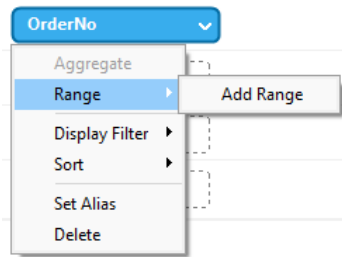 OrderNo
Aggregate
Range
Add Range
Display Filter
Sort
Set Alias
Delete